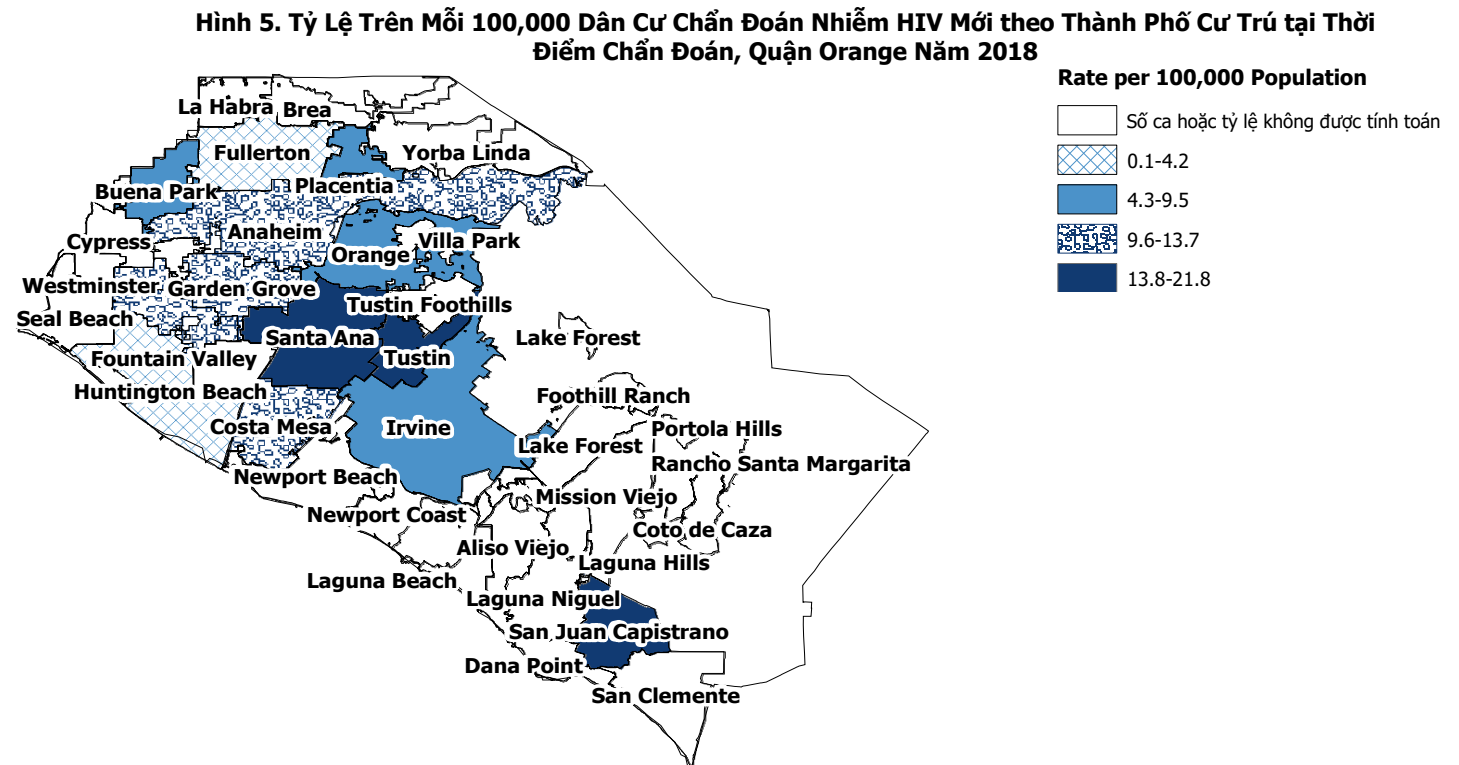 Hình 5. Tỷ Lệ Trên Mỗi 100,000 Dân Cư Chẩn Đoán Nhiễm HIV Mới theo Thành Phố Cư Trú tại Thời
Điểm Chẩn Đoán, Quận Orange Năm 2018
Rate per 100,000 Population
Số ca hoặc tỷ lệ không được tính toán
0.1-4.2
4.3-9.5
9.6-13.7
13.8-21.8
La Habra
Brea
Fullerton
Yorba Linda
Buena Park
Placentia
Anaheim
Cypress
Villa Park
Orange
Westminster
Garden Grove
Tustin Foothills
Seal Beach
Santa Ana
Lake Forest
Fountain Valley
Tustin
Huntington Beach
Foothill Ranch
Costa Mesa
Irvine
Portola Hills
Lake Forest
Rancho Santa Margarita
Newport Beach
Mission Viejo
Newport Coast
Coto de Caza
Aliso Viejo
Laguna Hills
Laguna Beach
Laguna Niguel
San Juan Capistrano
Dana Point
San Clemente